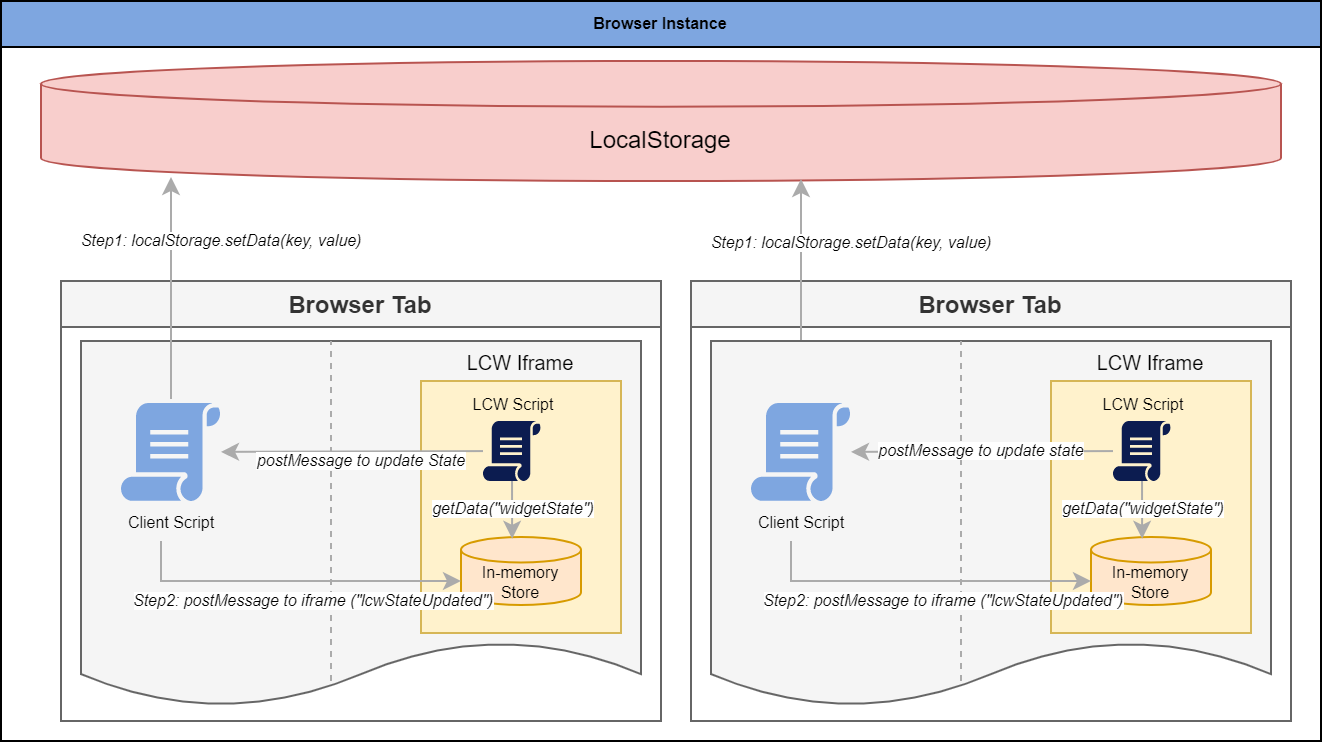 Browser Instance
LocalStorage
Step1: localStorage.setData(key, value)
Step1: localStorage.setData(key, value)
Browser Tab
LCW Iframe
LCW Script
postMessage to update State
getData("widgetState")
Client Script
In-memory
Store
Step2: postMessage to iframe ("lcwStateUpdated")
Browser Tab
LCW Iframe
LCW Script
postMessage to update state
getData("widgetState")
Client Script
In-memory
Store
Step2: postMessage to iframe ("lcwStateUpdated")